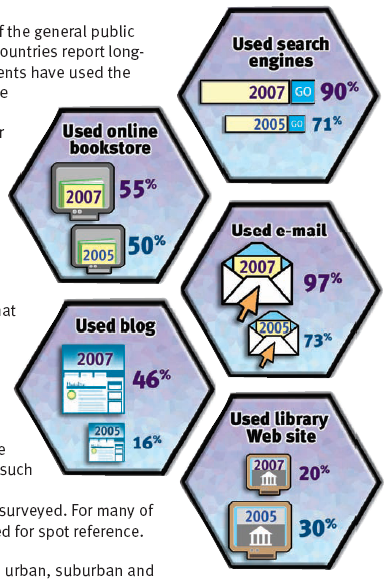 f the general public
ountries report long-
ents have used the
e
r
at
e
such
surveyed. For many of
ed for spot reference.
urban, suburban and
Used search
engines
2007 GO 90%
2005 GO 71%
Used online
bookstore
2007 55%
2005 50%
Used e-mail
2007
97%
2005 73%
Used blog
2007
46%
2005
16%
Used library
Web site
2007 20%
2005 30%